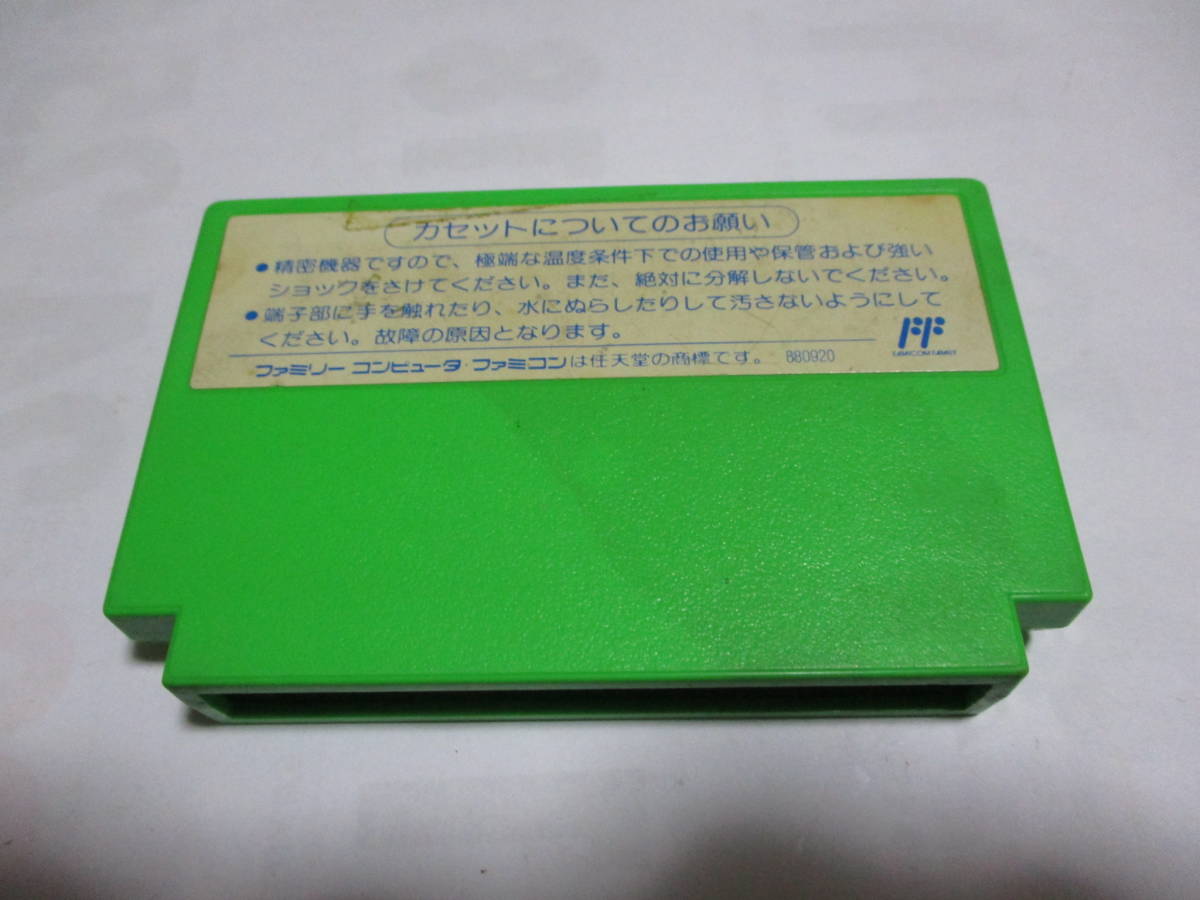 カセットについてのお願い
●精密機器ですので、極端な温度条件下での使用や保管および強い
ショックをさけてください。また、絶対に分解しないでください。
●端子部に手を触れたり、水にぬらしたりして汚さないようにして
ください。故障の原因となります。
FF
FAMICOM FAMILY
ファミリー コンピュータ・ファミコンは任天堂の商標です。 880920